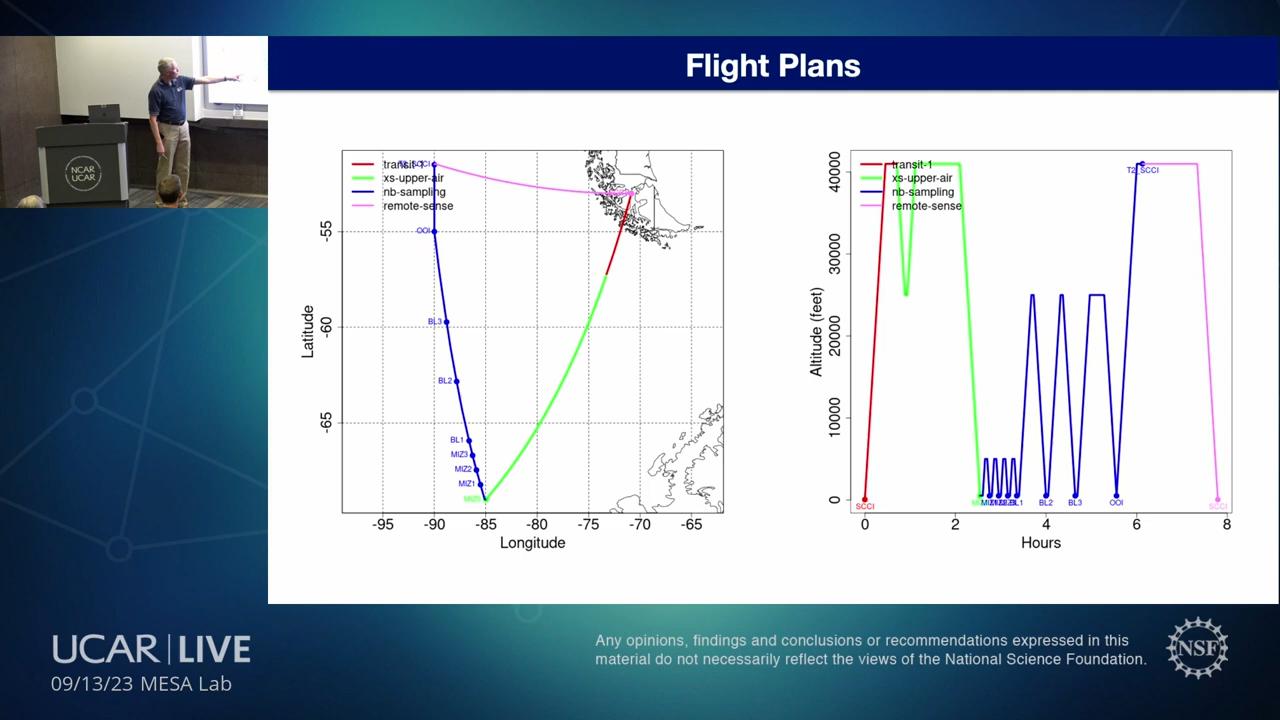 Flight Plans
NCAR
UCAR
transit-1
xs-upper-air
nb-sampling
remote-sense
OOI
BL3
BL2
BL1
MIZ3
MIZ2
MIZ1
-55
-60
-65
Latitude
-95
-90
-85
-80
-75
-70
-65
Longitude
transit-1
xs-upper-air
nb-sampling
remote-sense
T2_SCCI
40000
30000
20000
10000
0
Altitude (feet)
SCCI
BL2
BL3
OOI
SCCI
0
2
4
6
8
Hours
UCAR | LIVE
09/13/23 MESA Lab
Any opinions, findings and conclusions or recommendations expressed in this
material do not necessarily reflect the views of the National Science Foundation.
NSF